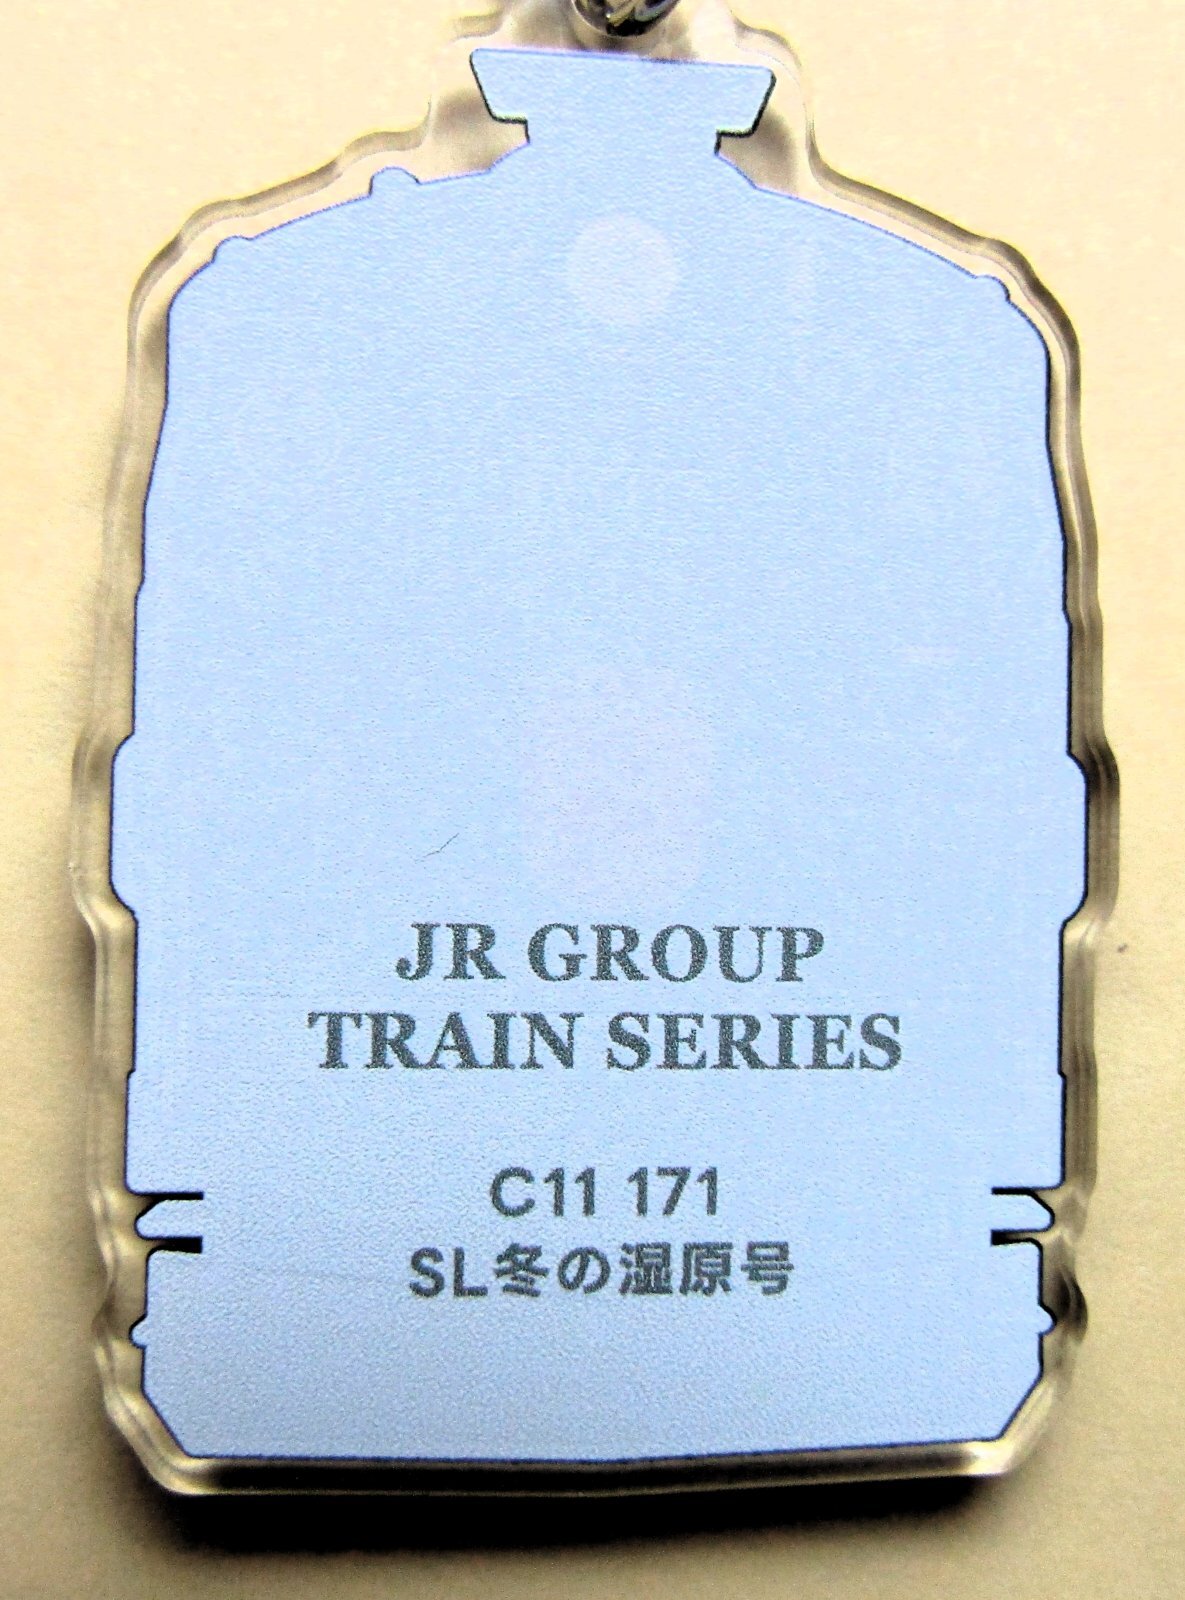 JR GROUP
TRAIN SERIES
C11 171
SL冬の湿原号